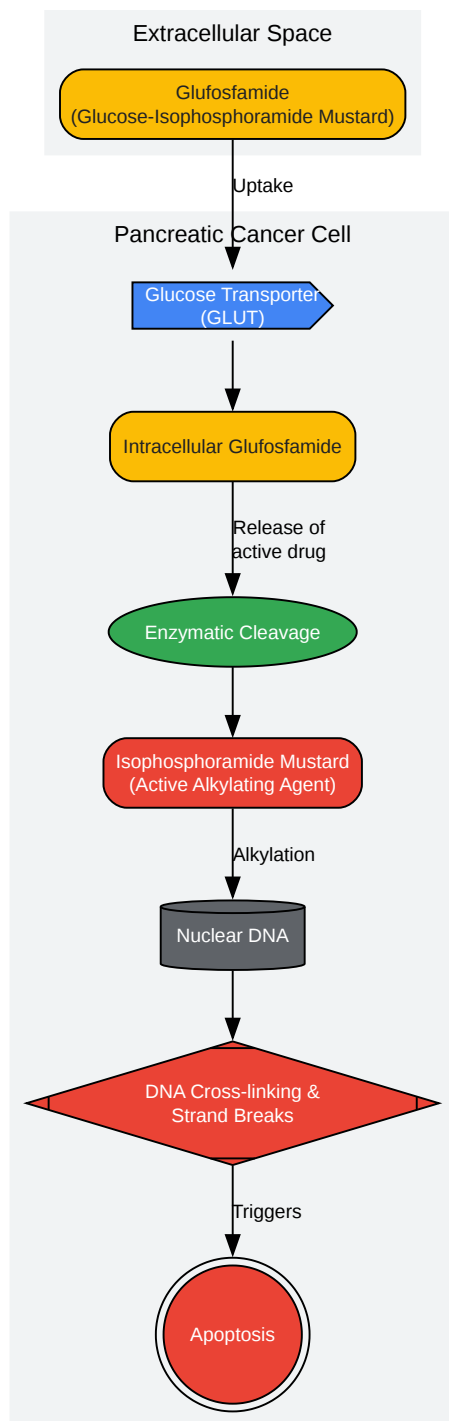 Extracellular Space
Glufosfamide
(Glucose-Isophosphoramide Mustard)
Uptake
Pancreatic Cancer Cell
Glucose Transporter
(GLUT)
Intracellular Glufosfamide
Release of
active drug
Enzymatic Cleavage
Isophosphoramide Mustard
(Active Alkylating Agent)
Alkylation
Nuclear DNA
DNA Cross-linking &
Strand Breaks
Triggers
Apoptosis